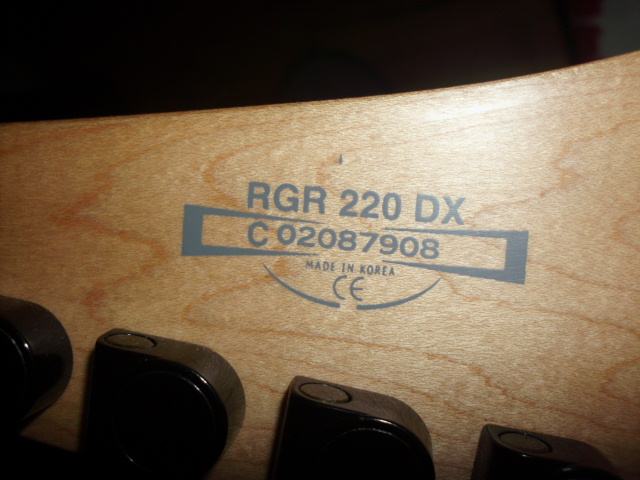 RGR 220 DX
C 02087908
MADE IN KOREA
CE